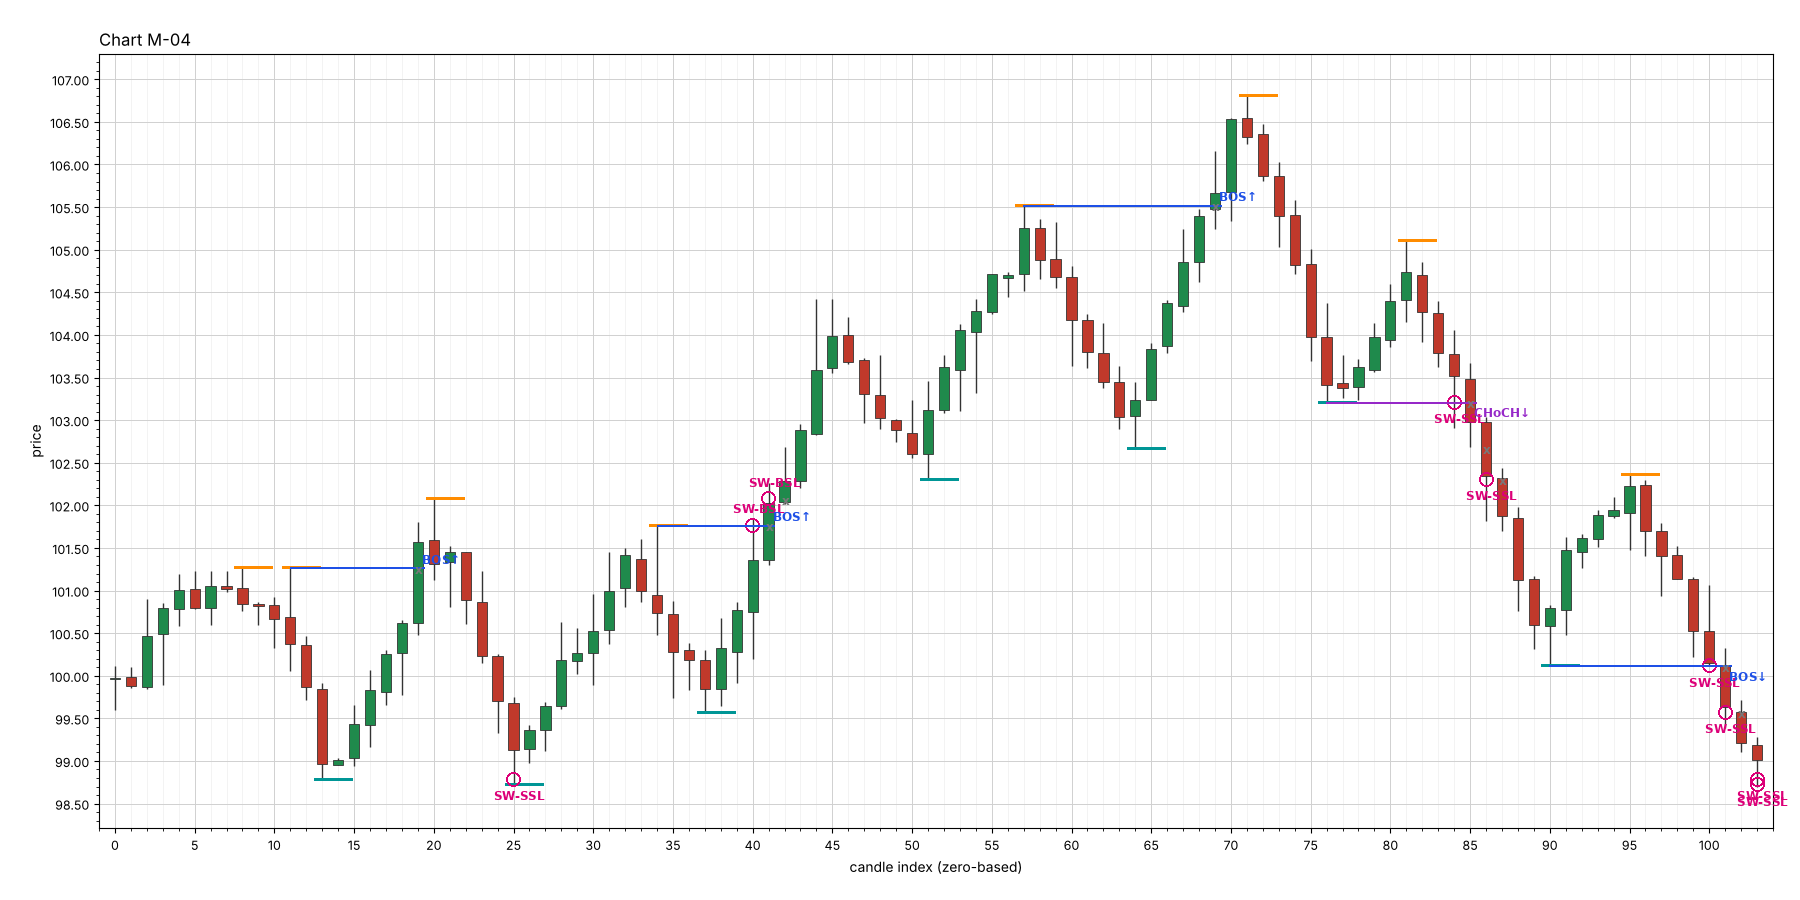 Chart M-04
107.00
106.50
106.00
105.50
105.00
104.50
104.00
103.50
103.00
102.50
102.00
101.50
101.00
100.50
100.00
99.50
99.00
98.50
price
BOS↑
BOS↑
SW-SSL
CHoCH↓
SW-BSL
SW-SSL
SW-BSL
BOS↑
BOS↑
BOS↓
SW-SSL
SW-SSL
SW-SSL
SW-SSL
SW-SSL
0 5 10 15 20 25 30 35 40 45 50 55 60 65 70 75 80 85 90 95 100
candle index (zero-based)